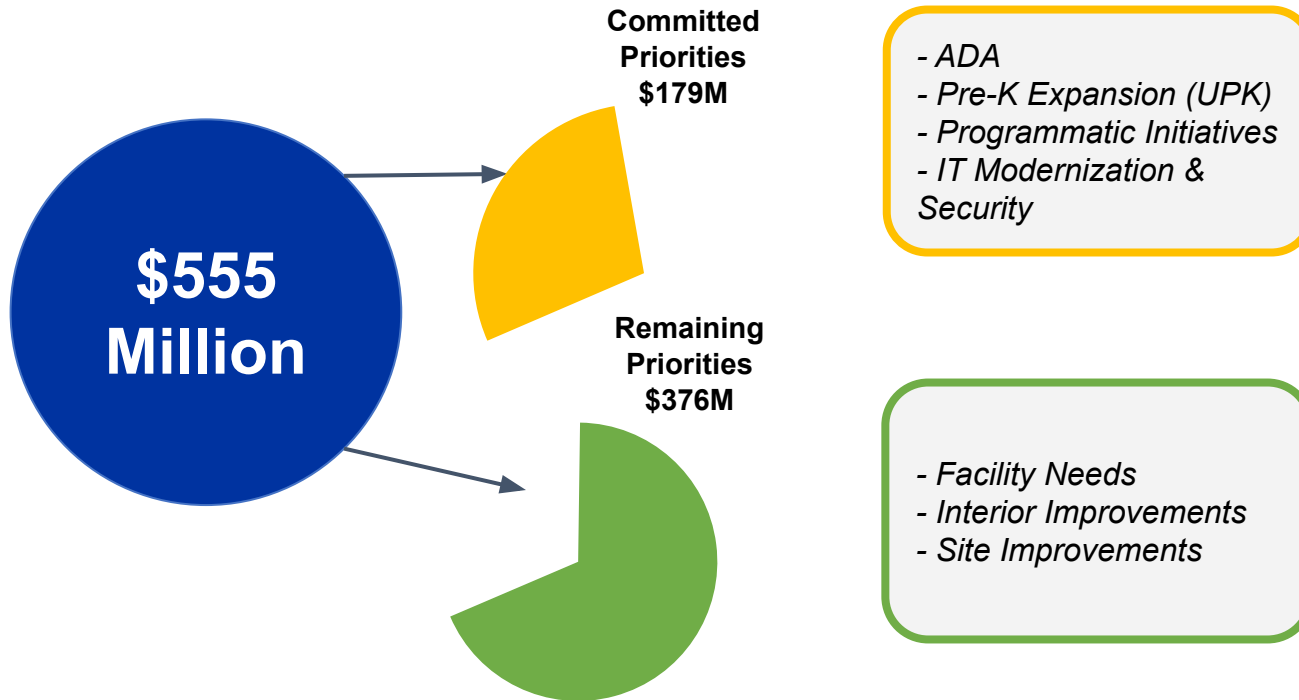 $555
Million
Committed
Priorities
$179M
- ADA
- Pre-K Expansion (UPK)
- Programmatic Initiatives
- IT Modernization &
Security
Remaining
Priorities
$376M
- Facility Needs
- Interior Improvements
- Site Improvements